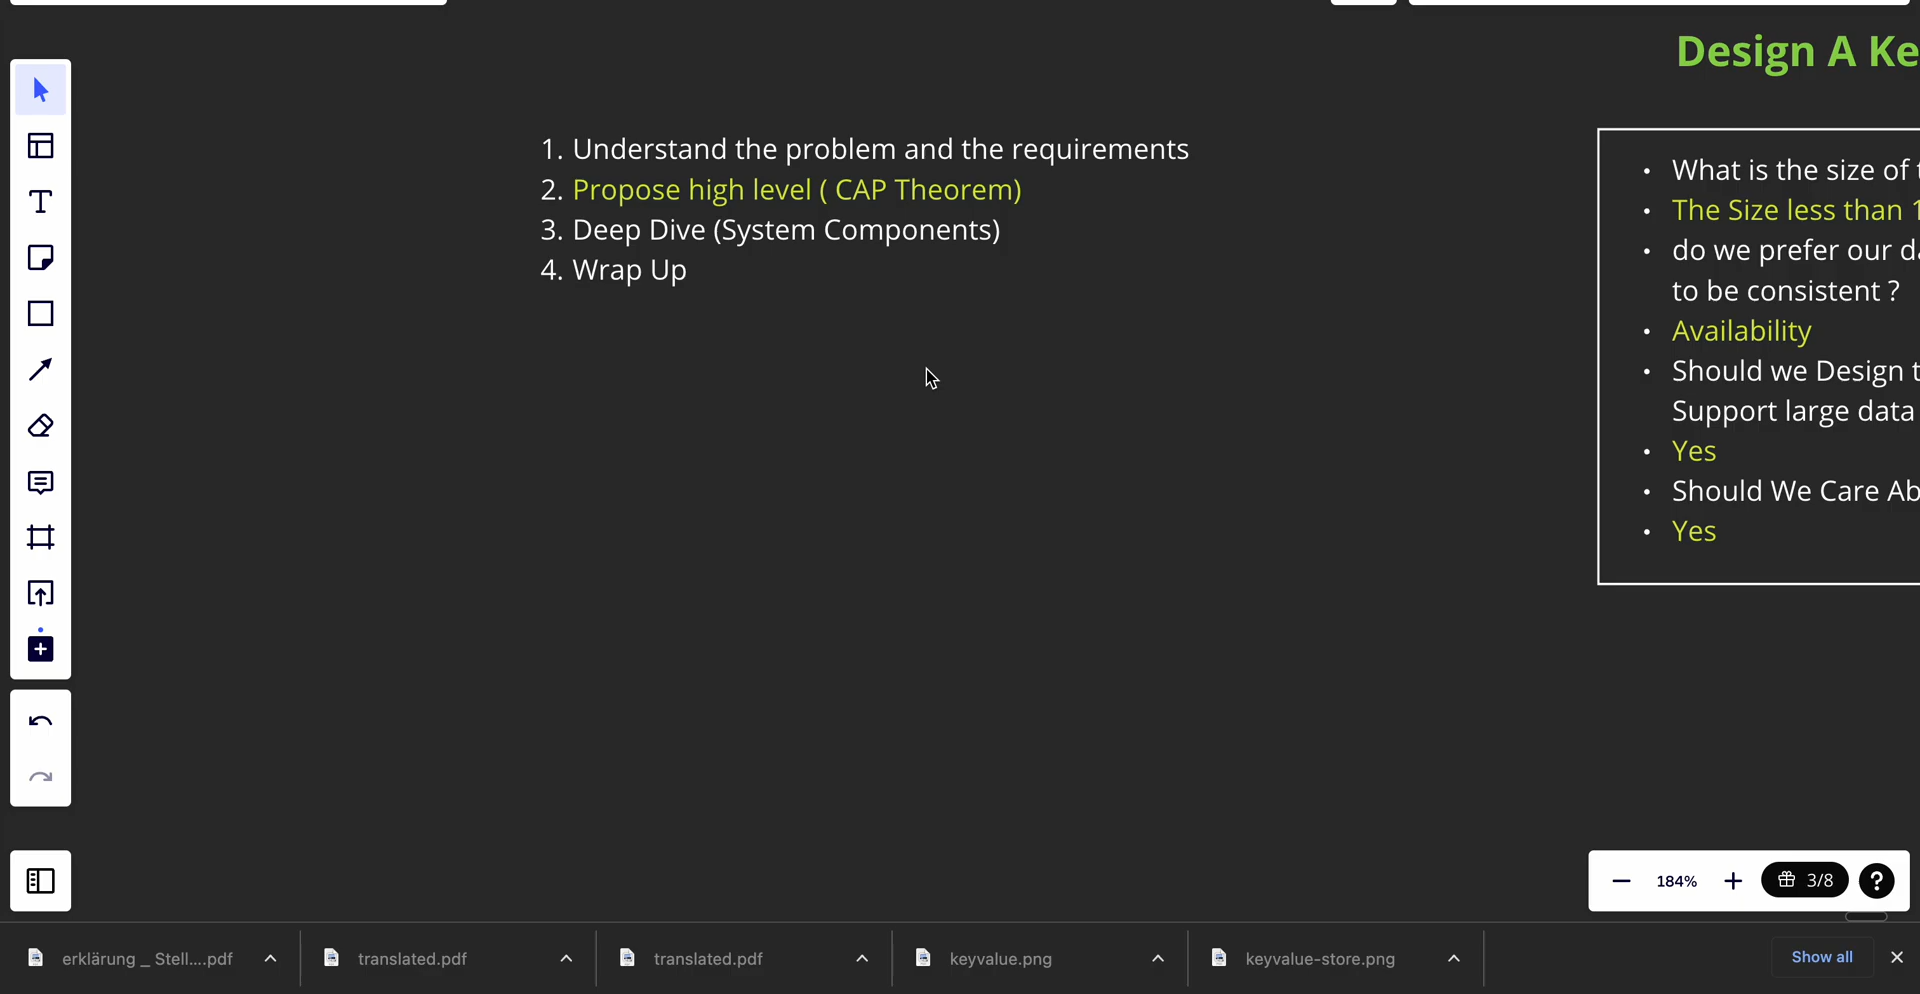 Design A Ke
1. Understand the problem and the requirements
2. Propose high level ( CAP Theorem)
3. Deep Dive (System Components)
4. Wrap Up
• What is the size of
• The Size less than 1
• do we prefer our da
to be consistent ?
• Availability
• Should we Design t
Support large data
• Yes
• Should We Care Ab
• Yes
184%
3/8
?
erklärung _ Stell....pdf
translated.pdf
translated.pdf
keyvalue.png
keyvalue-store.png
Show all